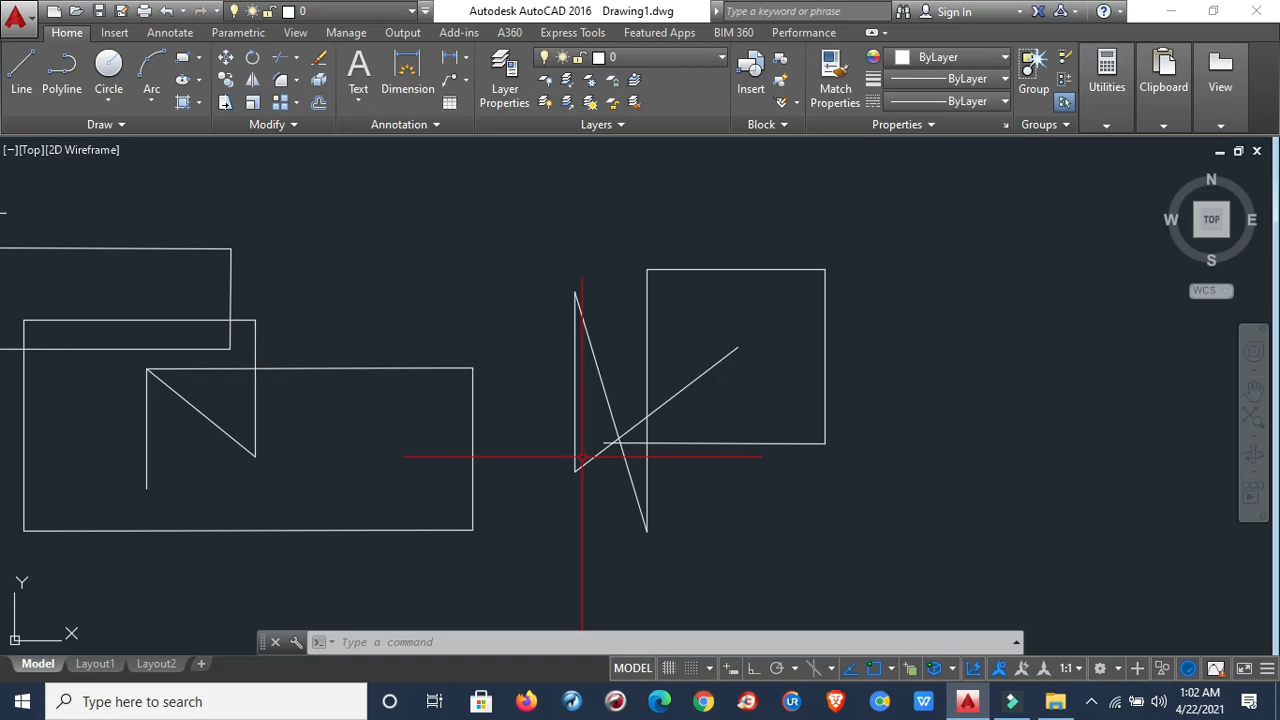 0
Autodesk AutoCAD 2016 Drawing1.dwg
Type a keyword or phrase
Sign In
Home Insert Annotate Parametric View Manage Output Add-ins A360 Express Tools Featured Apps BIM 360 Performance
Line
Polyline
Circle
Arc
Text
Dimension
Layer
Properties
0
Insert
Match
Properties
ByLayer
ByLayer
ByLayer
Group
Utilities
Clipboard
View
Draw
Modify
Annotation
Layers
Block
Properties
Groups
[−][Top][2D Wireframe]
N
W TOP E
S
WCS
Y
X
Type a command
Model Layout1 Layout2 +
MODEL
1:1
Type here to search
W
1:02 AM
4/22/2021